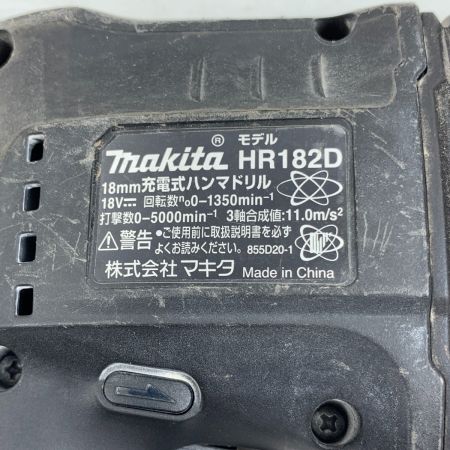 モデル
makita® HR182D
18mm充電式ハンマドリル
18V⎓ 回転数n₀0-1350min⁻¹
打撃数0-5000min⁻¹ 3軸合成値:11.0m/s²
⚠警告 •ご使用前に取扱説明書を必ず
よくお読みください。 855D20-1
株式会社マキタ Made in China